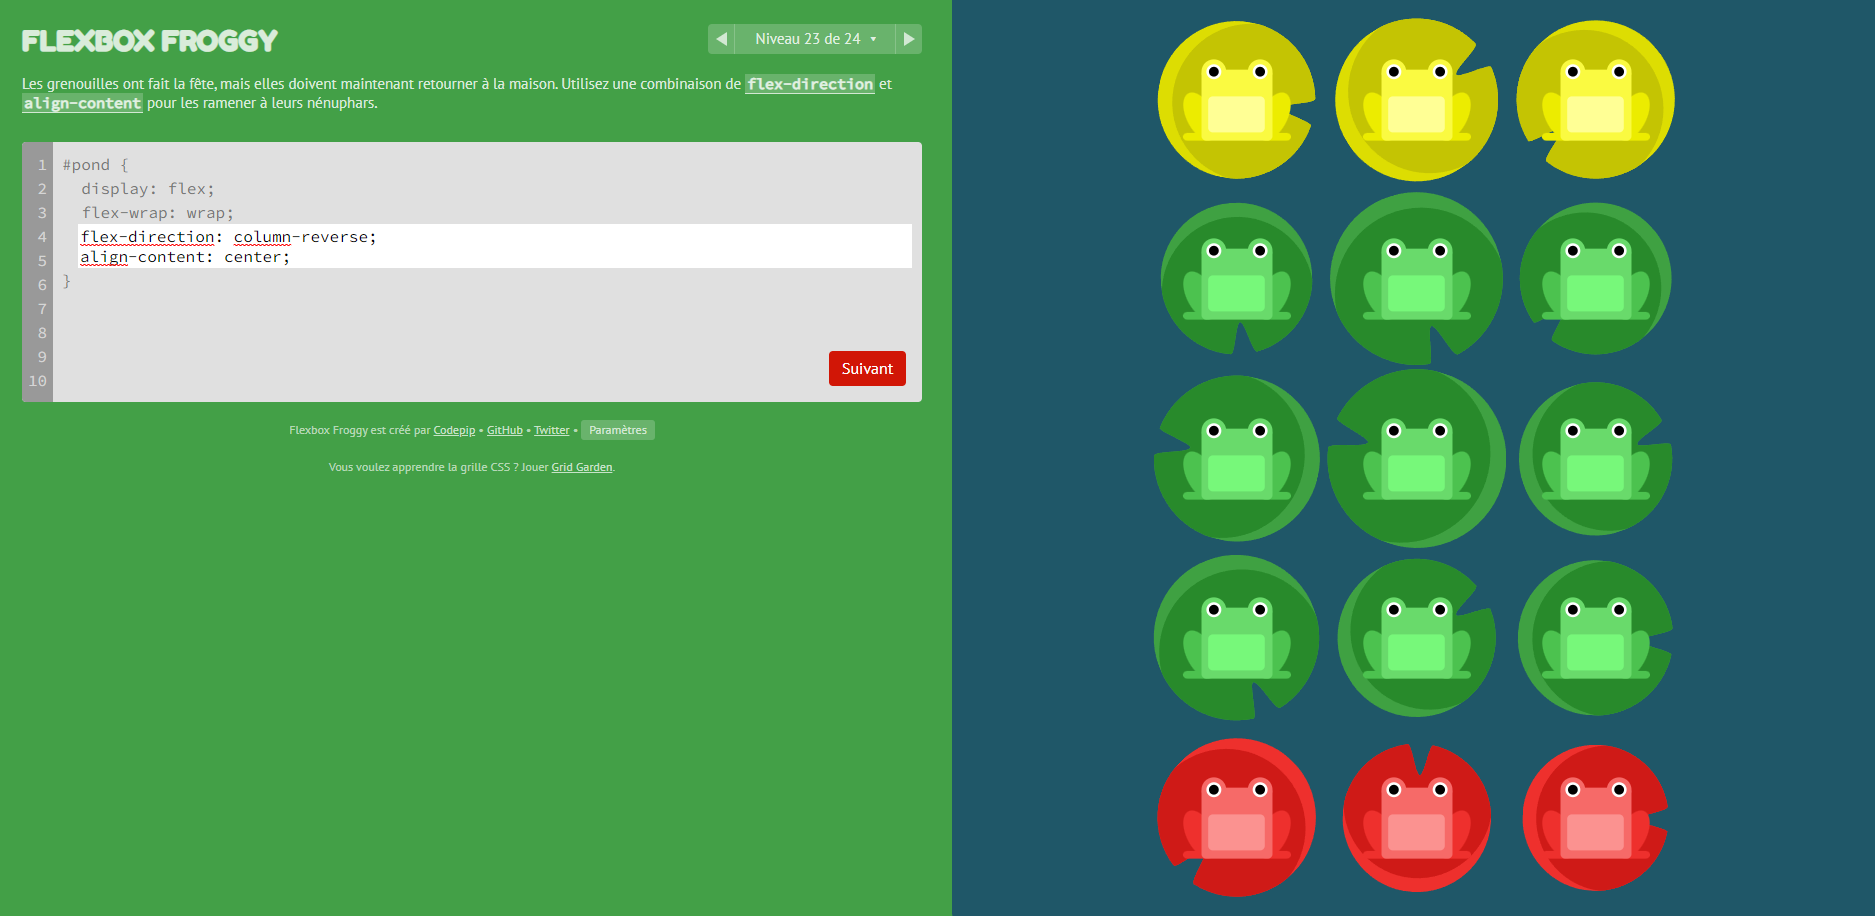 FLEXBOX FROGGY
◀ Niveau 23 de 24 ▾ ▶
Les grenouilles ont fait la fête, mais elles doivent maintenant retourner à la maison. Utilisez une combinaison de flex-direction et
align-content pour les ramener à leurs nénuphars.
1 #pond {
2 display: flex;
3 flex-wrap: wrap;
4 flex-direction: column-reverse;
5 align-content: center;
6 }
7
8
9
10
Suivant
Flexbox Froggy est créé par Codepip • GitHub • Twitter • Paramètres
Vous voulez apprendre la grille CSS ? Jouer Grid Garden.